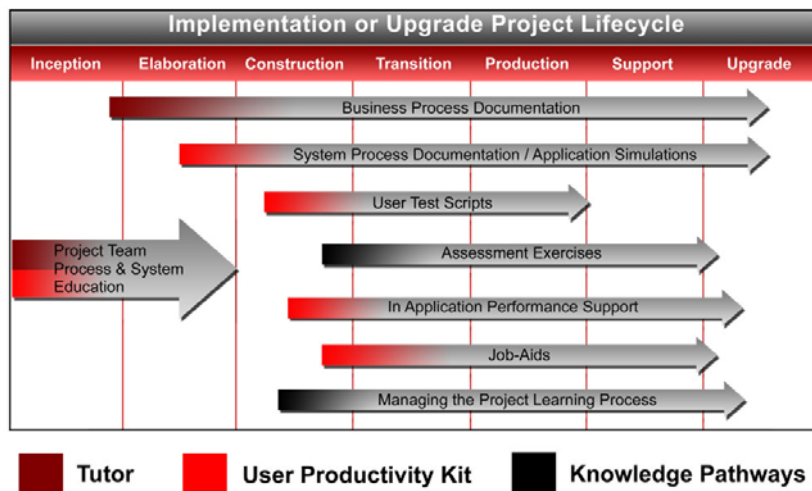 Implementation or Upgrade Project Lifecycle
Inception Elaboration Construction Transition Production Support Upgrade
Business Process Documentation
System Process Documentation / Application Simulations
User Test Scripts
Project Team
Process & System
Education
Assessment Exercises
In Application Performance Support
Job-Aids
Managing the Project Learning Process
Tutor User Productivity Kit Knowledge Pathways